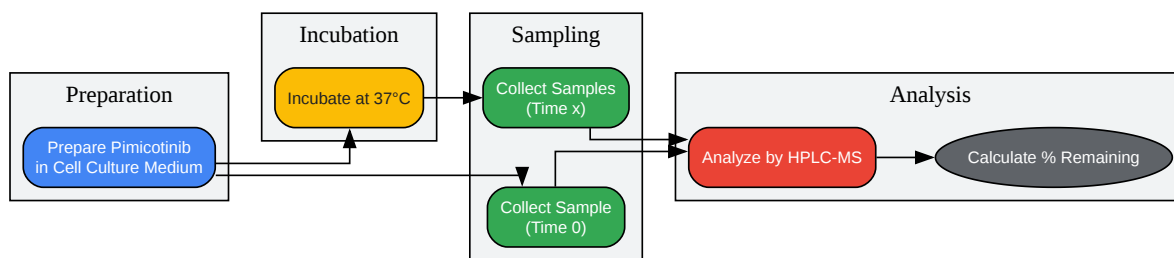 Preparation
Prepare Pimicotinib
in Cell Culture Medium
Incubation
Incubate at 37°C
Sampling
Collect Samples
(Time x)
Collect Sample
(Time 0)
Analysis
Analyze by HPLC-MS
Calculate % Remaining